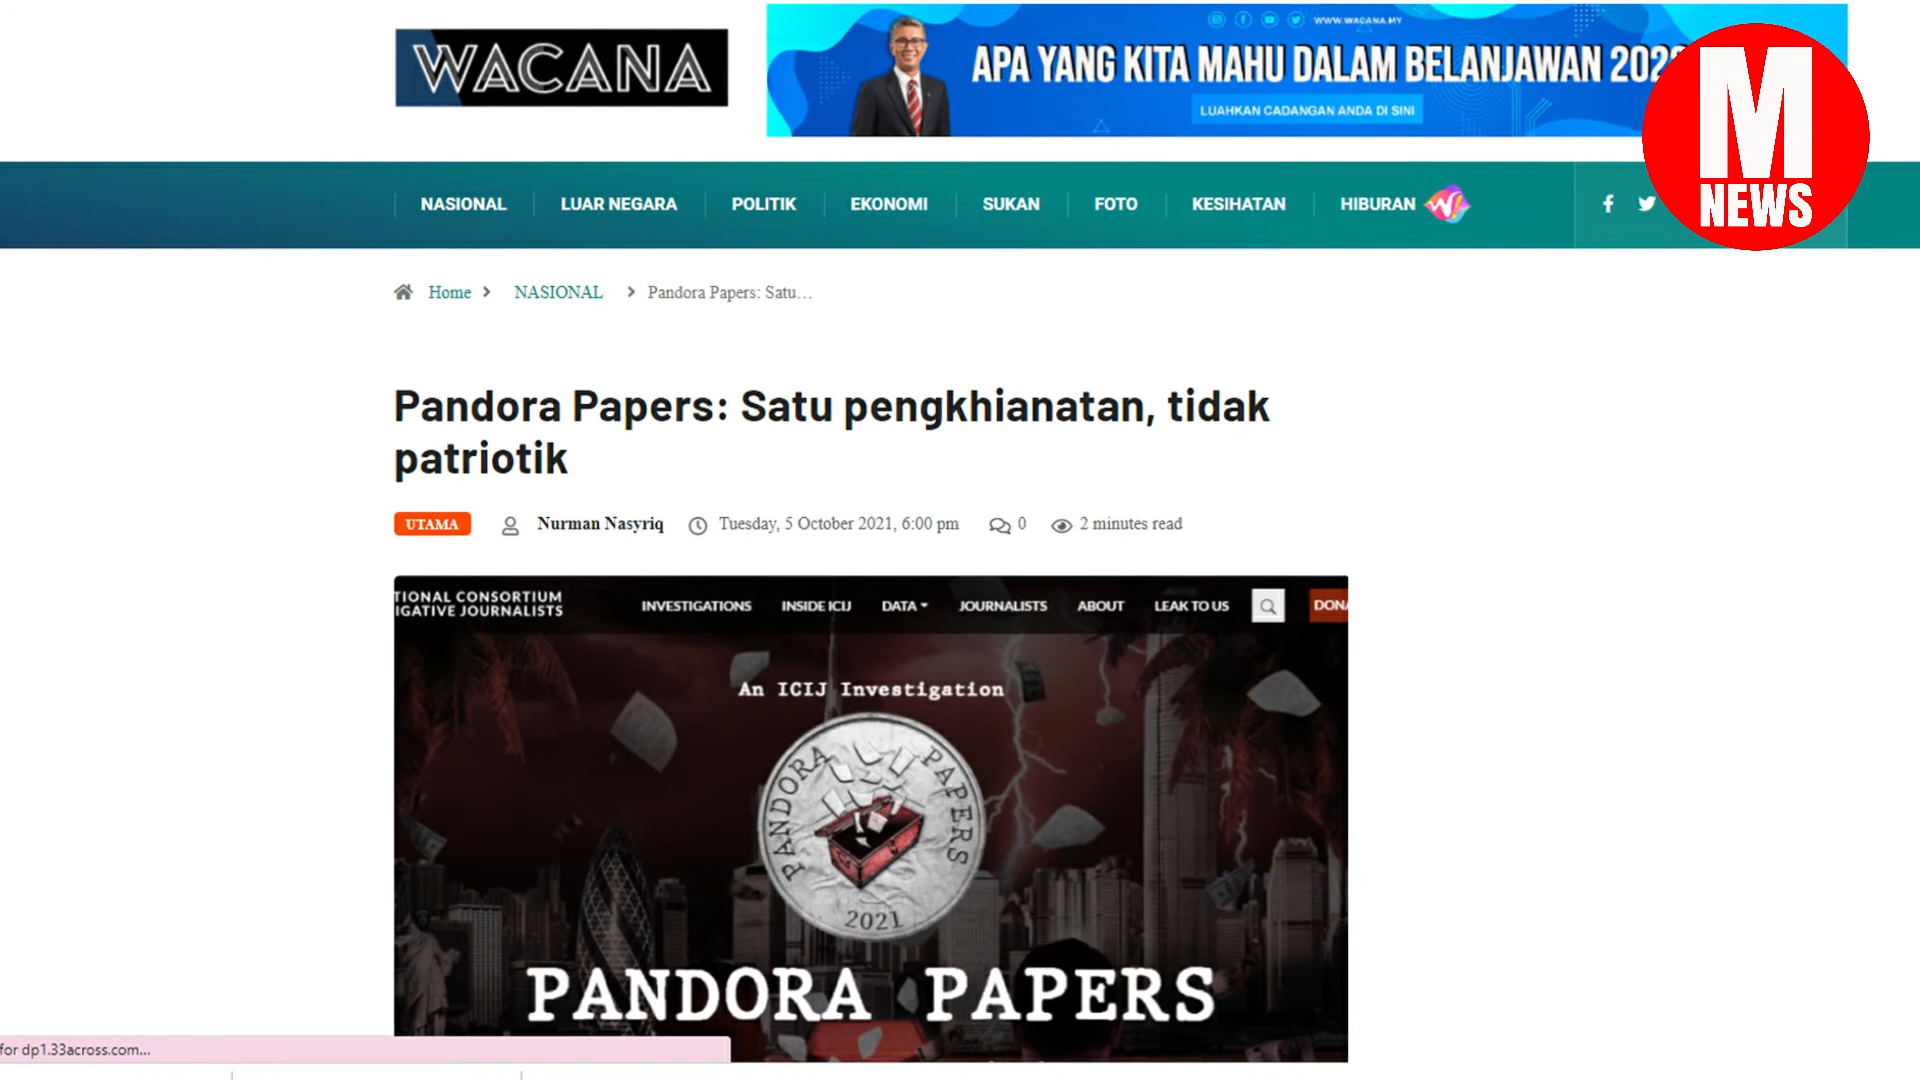 WACANA
WWW.WACANA.MY
APA YANG KITA MAHU DALAM BELANJAWAN 202
LUAHKAN CADANGAN ANDA DI SINI
M
NEWS
NASIONAL
LUAR NEGARA
POLITIK
EKONOMI
SUKAN
FOTO
KESIHATAN
HIBURAN
Home
NASIONAL
Pandora Papers: Satu...
Pandora Papers: Satu pengkhianatan, tidak
patriotik
UTAMA
Nurman Nasyriq
Tuesday, 5 October 2021, 6:00 pm
0
2 minutes read
TIONAL CONSORTIUM
IGATIVE JOURNALISTS
INVESTIGATIONS
INSIDE ICIJ
DATA
JOURNALISTS
ABOUT
LEAK TO US
DONA
An ICIJ Investigation
PANDORA PAPERS
2021
PANDORA PAPERS
for dp1.33across.com...